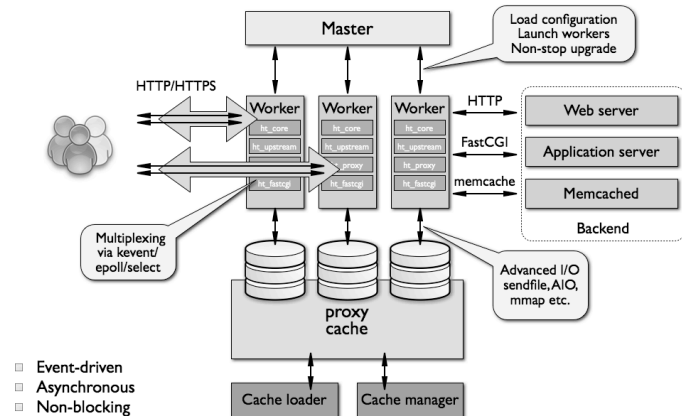 Master
Load configuration
Launch workers
Non-stop upgrade
HTTP/HTTPS
Worker
ht_core
ht_upstream
ht_fastcgi
Worker
ht_core
ht_upstream
_proxy
ht_fastcgi
Worker
ht_core
ht_upstream
ht_proxy
ht_fastcgi
HTTP
FastCGI
memcache
Web server
Application server
Memcached
Backend
Multiplexing
via kevent/
epoll/select
Advanced I/O
sendfile, AIO,
mmap etc.
proxy
cache
Cache loader
Cache manager
Event-driven
Asynchronous
Non-blocking